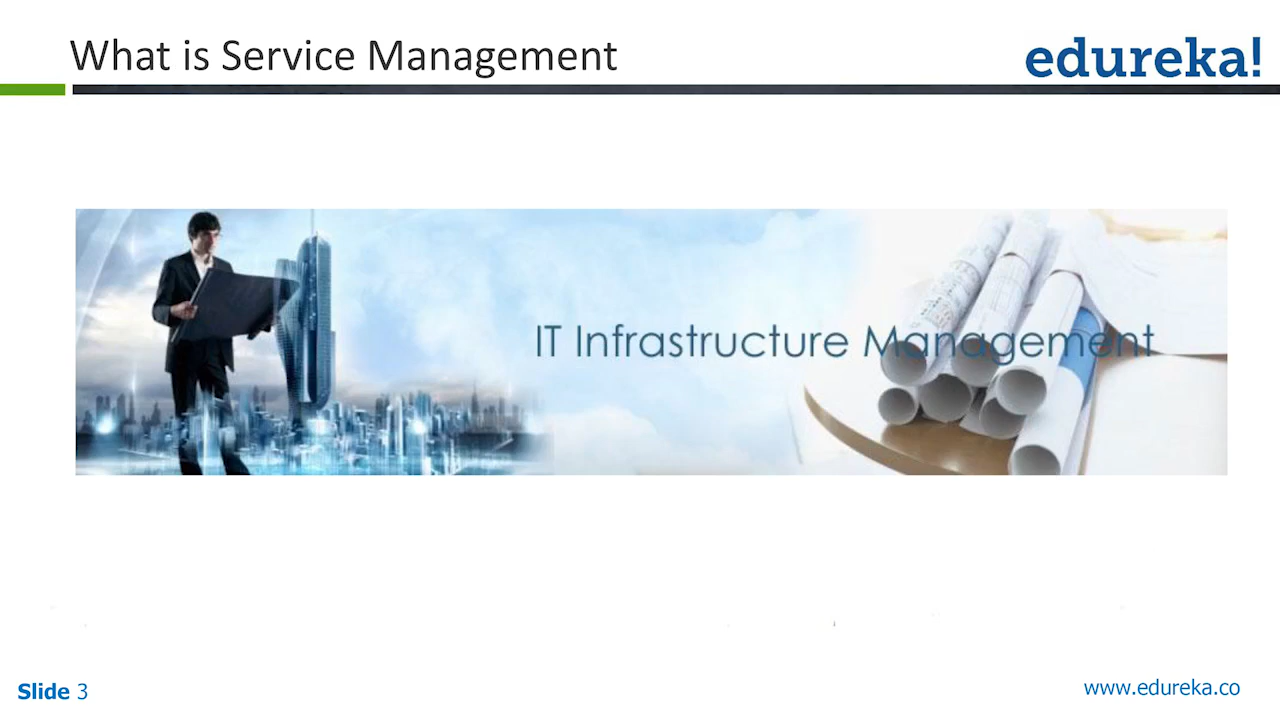 What is Service Management
edureka!
IT Infrastructure Management
Slide 3
www.edureka.co